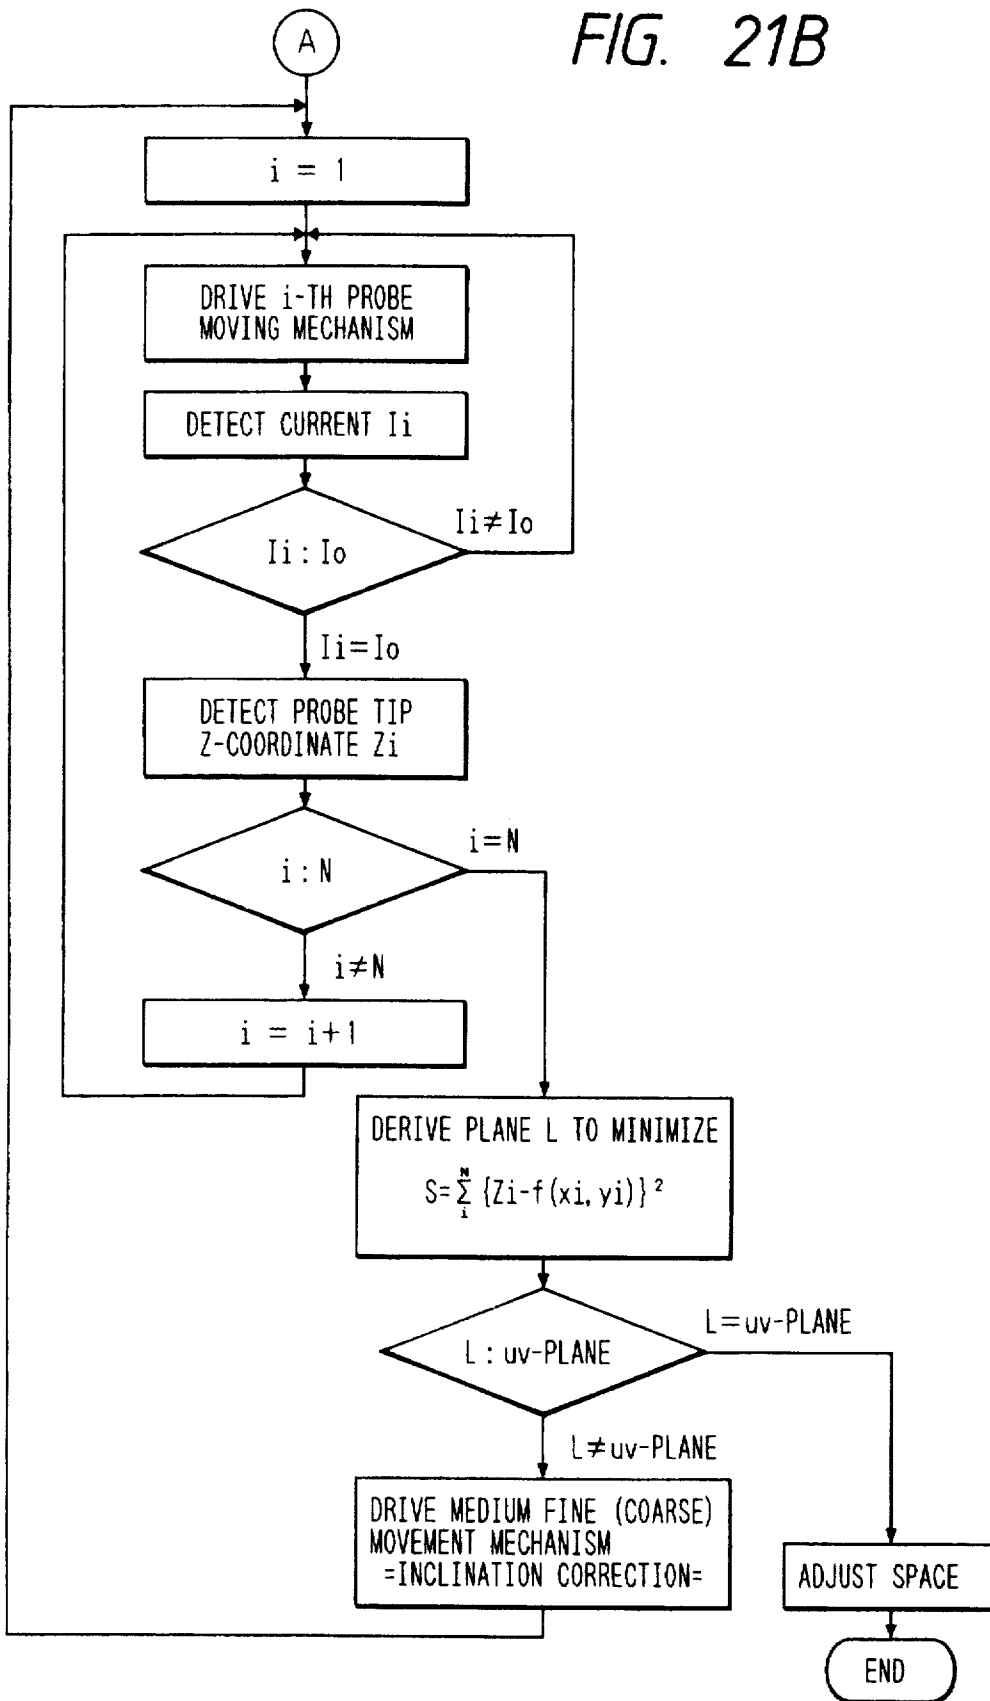 FIG. 21B
A
i = 1
DRIVE i-TH PROBE
MOVING MECHANISM
DETECT CURRENT Ii
Ii≠Io
Ii : Io
Ii=Io
DETECT PROBE TIP
Z-COORDINATE Zi
i=N
i : N
i≠N
i = i+1
DERIVE PLANE L TO MINIMIZE
S=∑_i^N {Zi-f(xi, yi)}²
L=uv-PLANE
L : uv-PLANE
L≠uv-PLANE
DRIVE MEDIUM FINE (COARSE)
MOVEMENT MECHANISM
=INCLINATION CORRECTION=
ADJUST SPACE
END